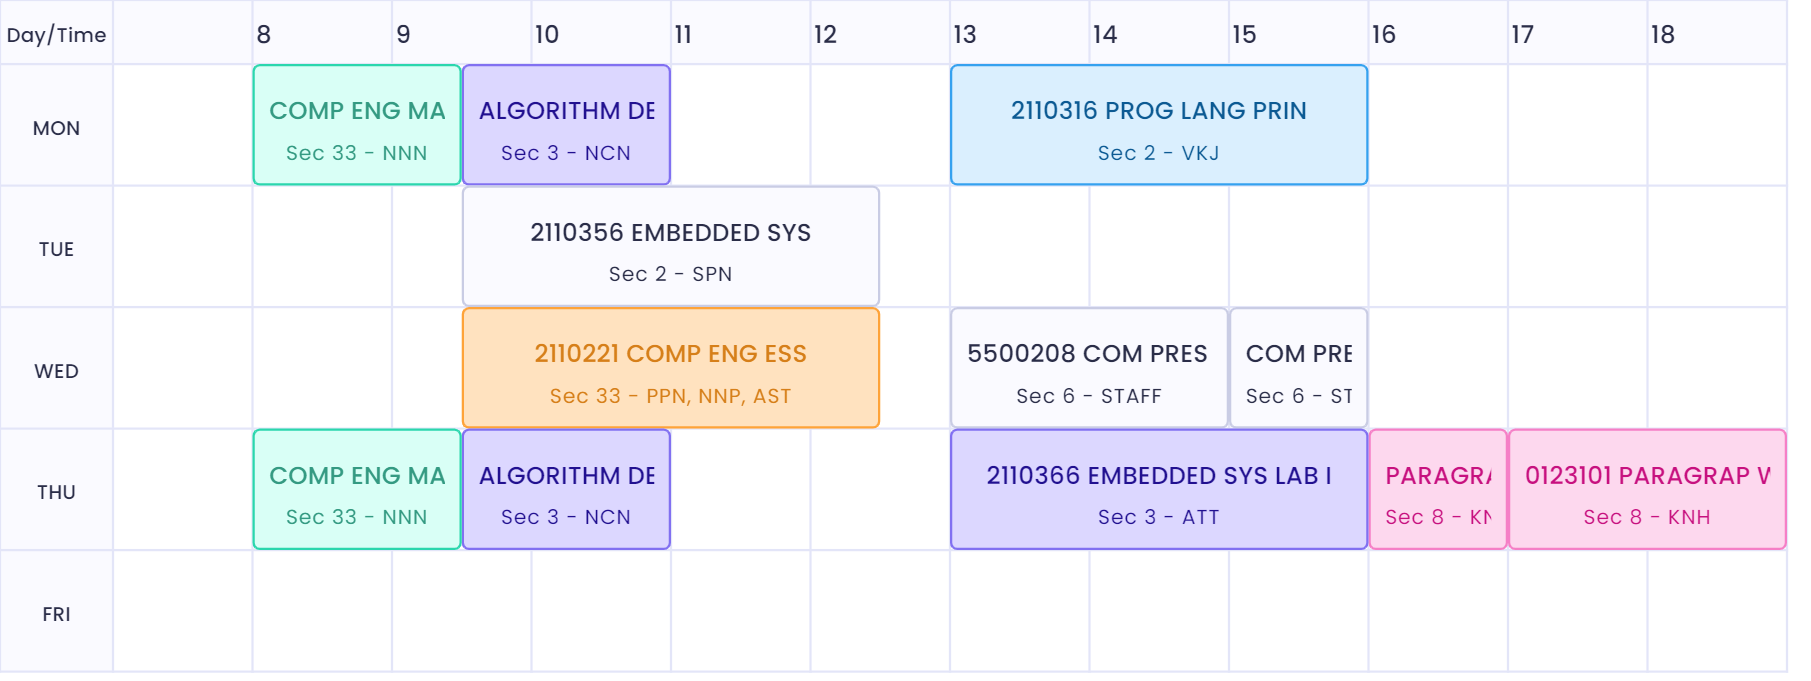 Day/Time 8 9 10 11 12 13 14 15 16 17 18
MON
COMP ENG MA
Sec 33 - NNN
ALGORITHM DE
Sec 3 - NCN
2110316 PROG LANG PRIN
Sec 2 - VKJ
TUE
2110356 EMBEDDED SYS
Sec 2 - SPN
WED
2110221 COMP ENG ESS
Sec 33 - PPN, NNP, AST
5500208 COM PRES
Sec 6 - STAFF
COM PRE
Sec 6 - ST
THU
COMP ENG MA
Sec 33 - NNN
ALGORITHM DE
Sec 3 - NCN
2110366 EMBEDDED SYS LAB I
Sec 3 - ATT
PARAGRA
Sec 8 - KN
0123101 PARAGRAP W
Sec 8 - KNH
FRI